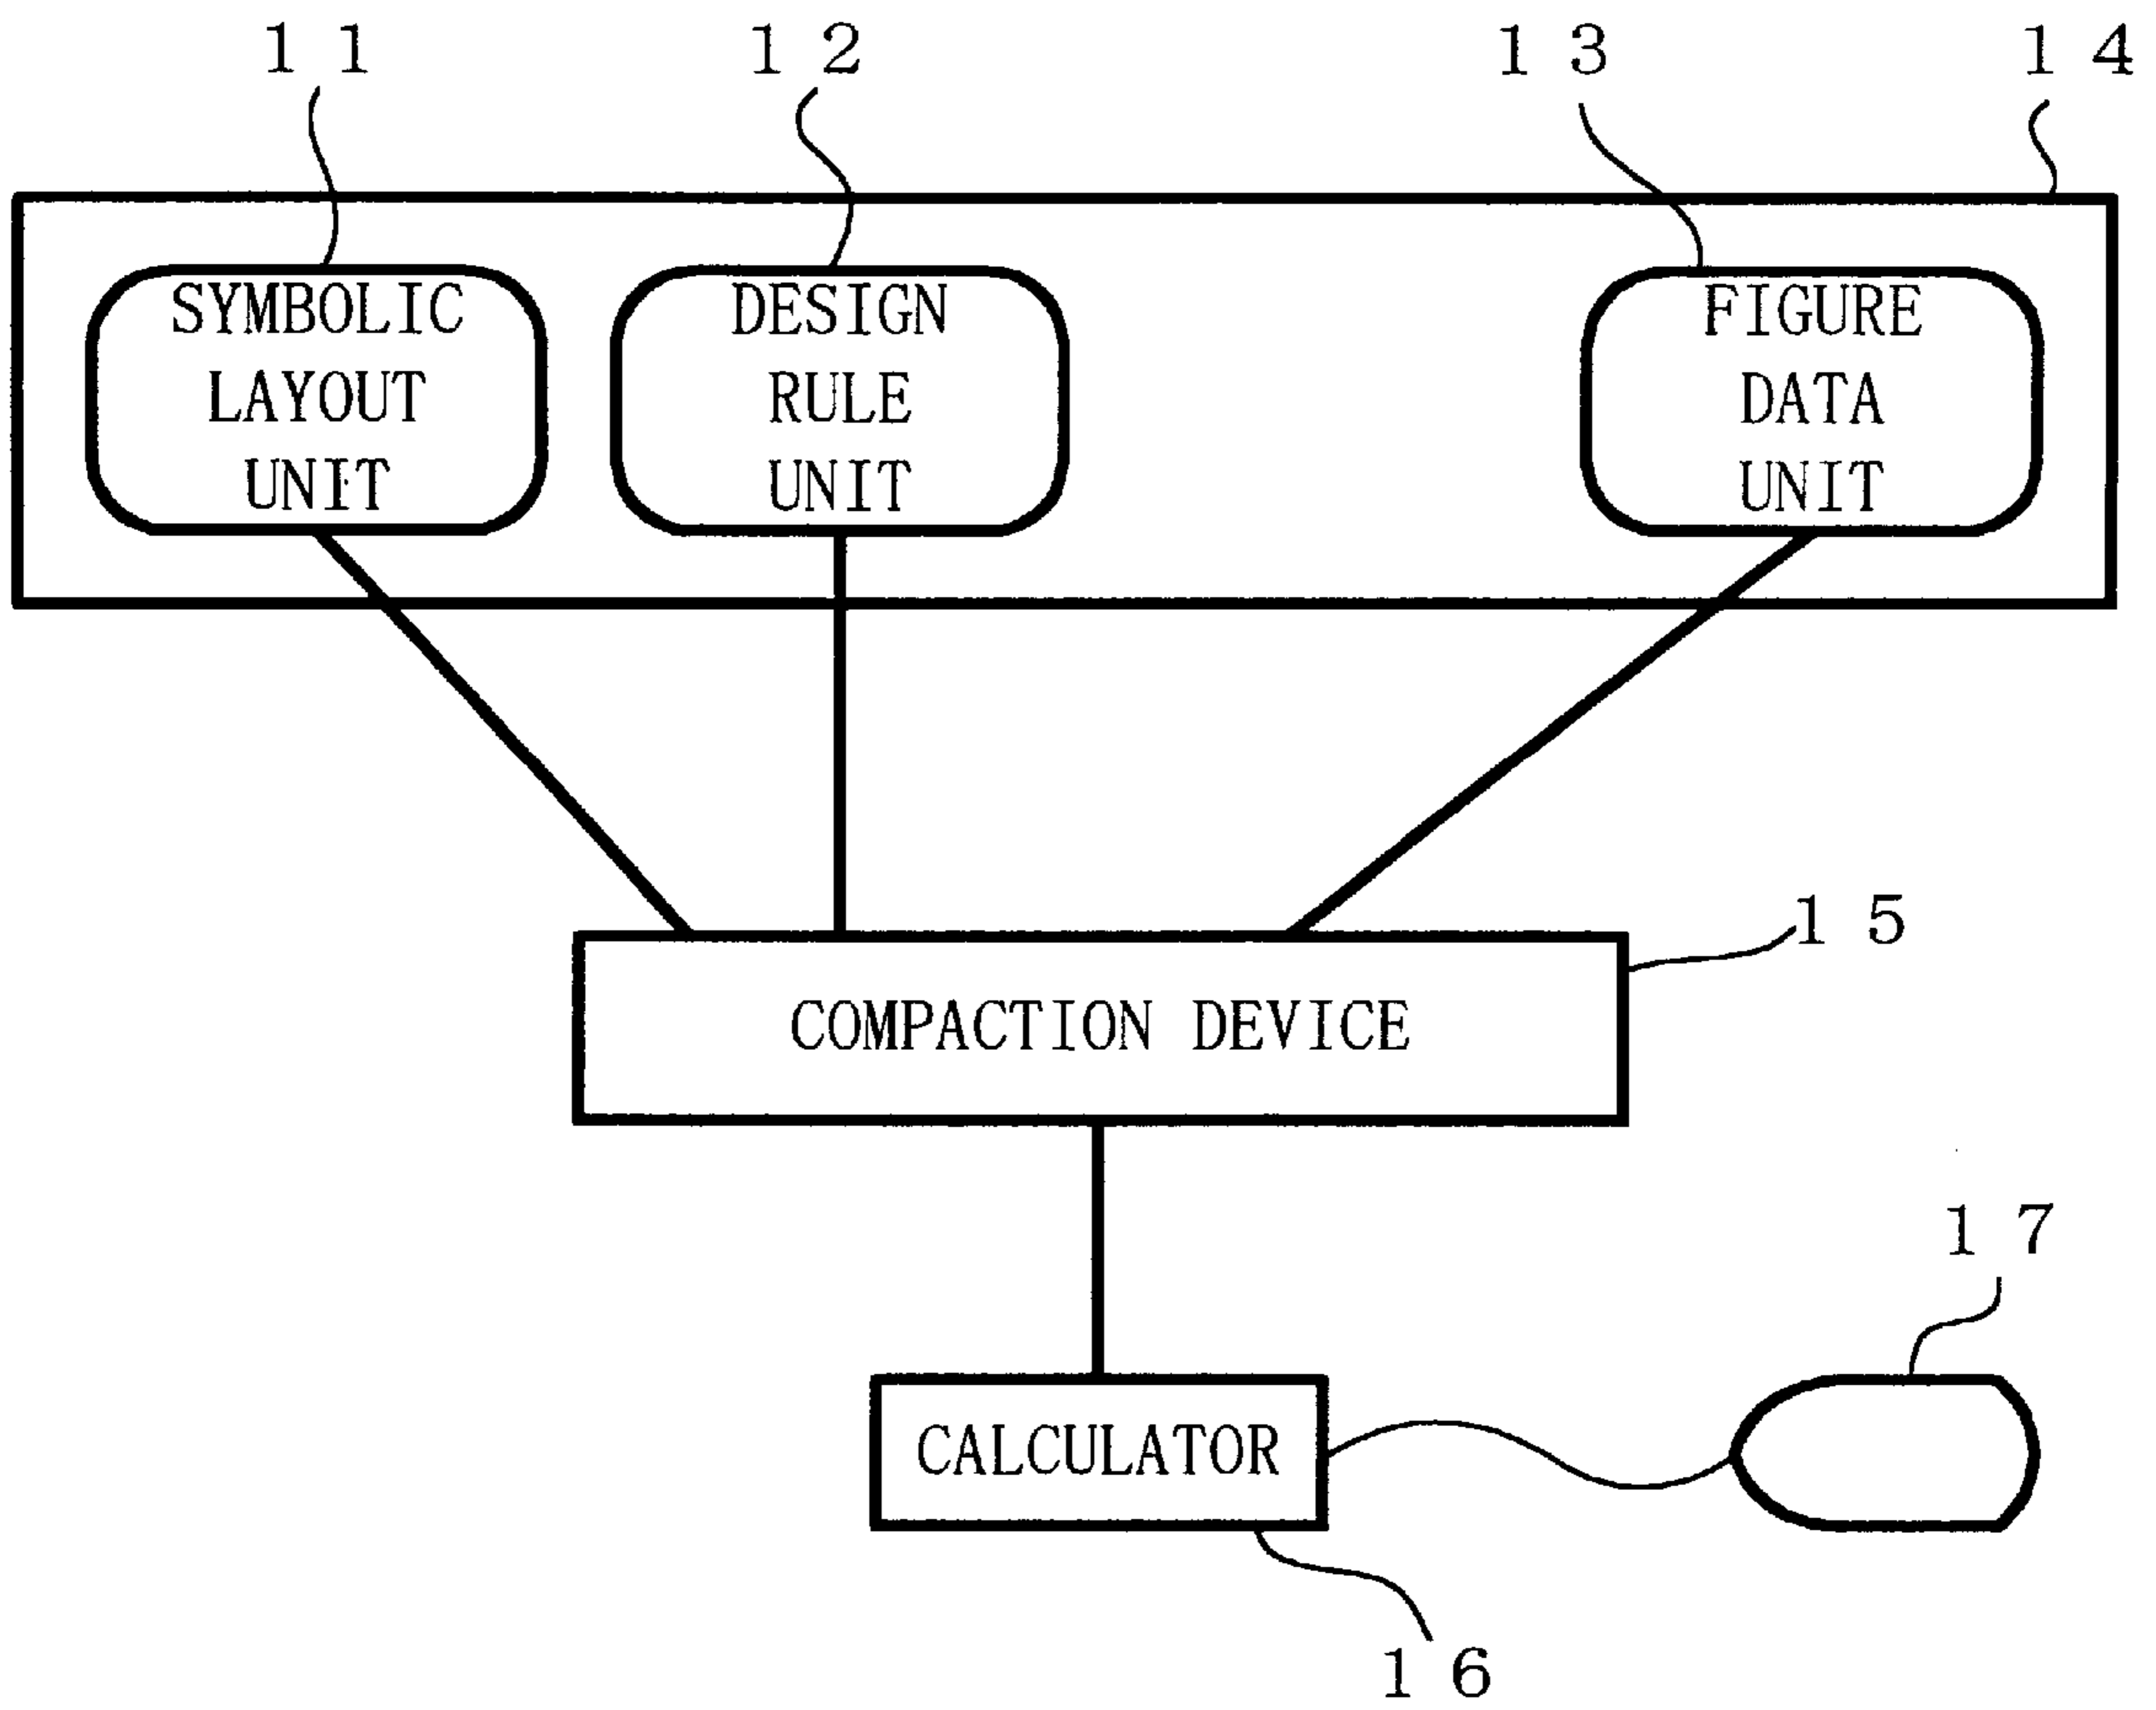 11
12
13
14
SYMBOLIC
LAYOUT
UNIT
DESIGN
RULE
UNIT
FIGURE
DATA
UNIT
15
COMPACTION DEVICE
17
CALCULATOR
16